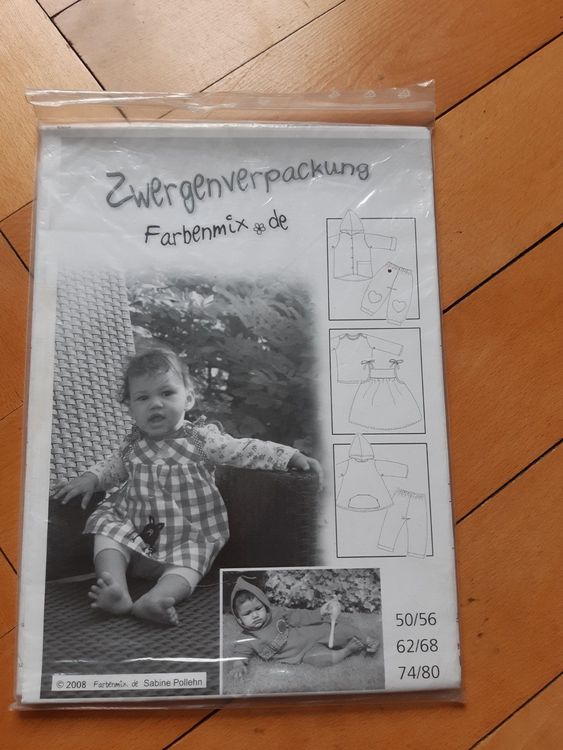 Zwergenverpackung
Farbenmix.de
50/56
62/68
74/80
© 2008 Farbenmix.de Sabine Pollehn